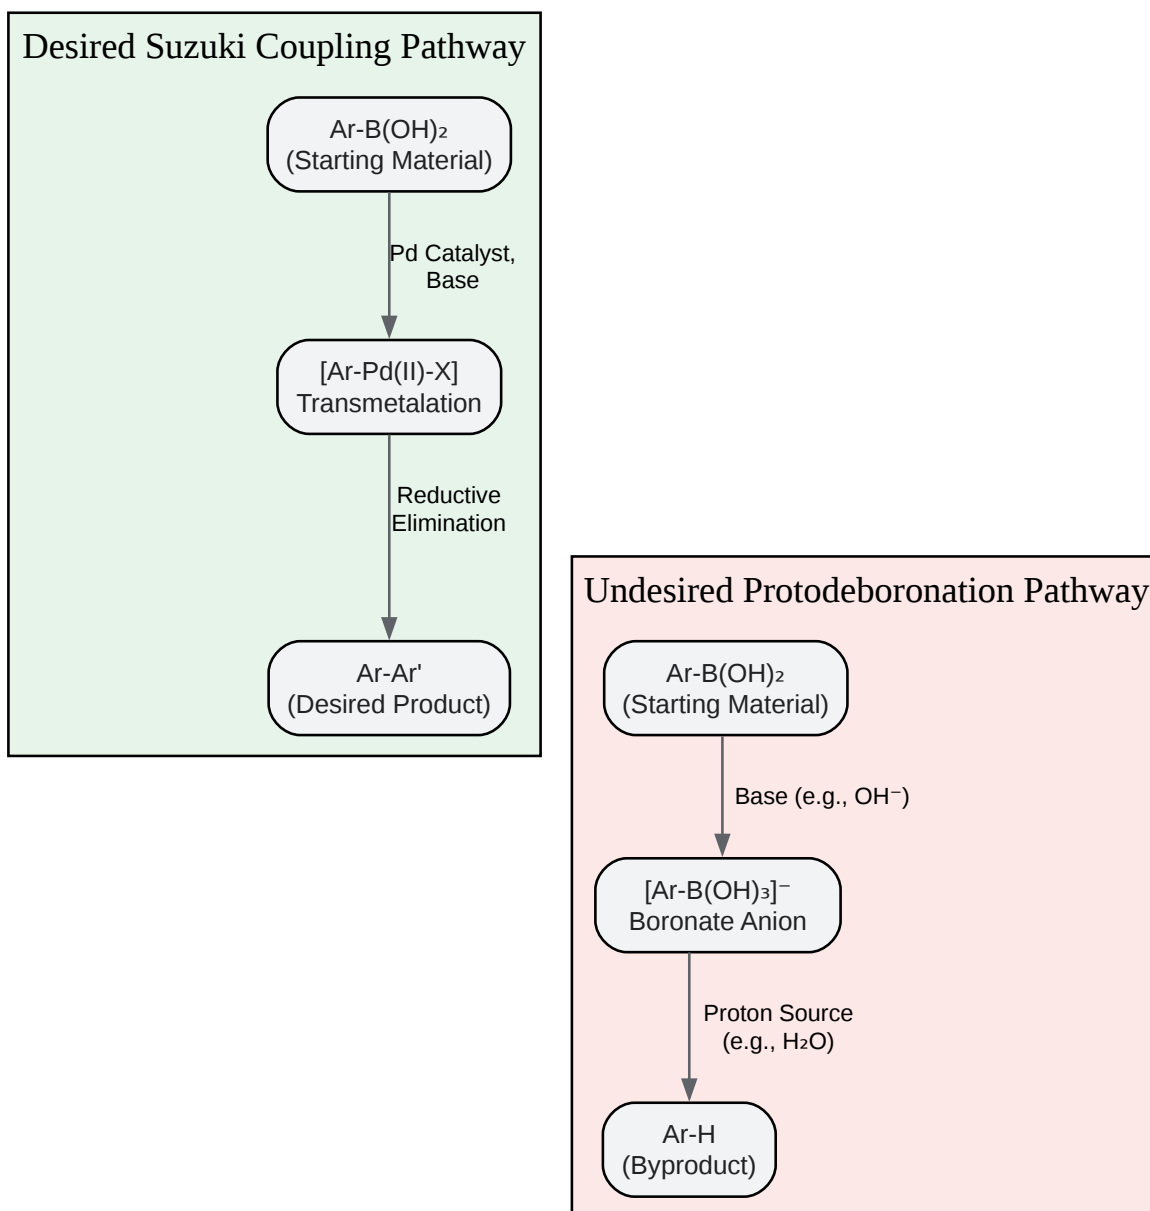 Desired Suzuki Coupling Pathway
Ar-B(OH)₂
(Starting Material)
Pd Catalyst,
Base
[Ar-Pd(II)-X]
Transmetalation
Reductive
Elimination
Ar-Ar'
(Desired Product)
Undesired Protodeboronation Pathway
Ar-B(OH)₂
(Starting Material)
Base (e.g., OH⁻)
[Ar-B(OH)₃]⁻
Boronate Anion
Proton Source
(e.g., H₂O)
Ar-H
(Byproduct)